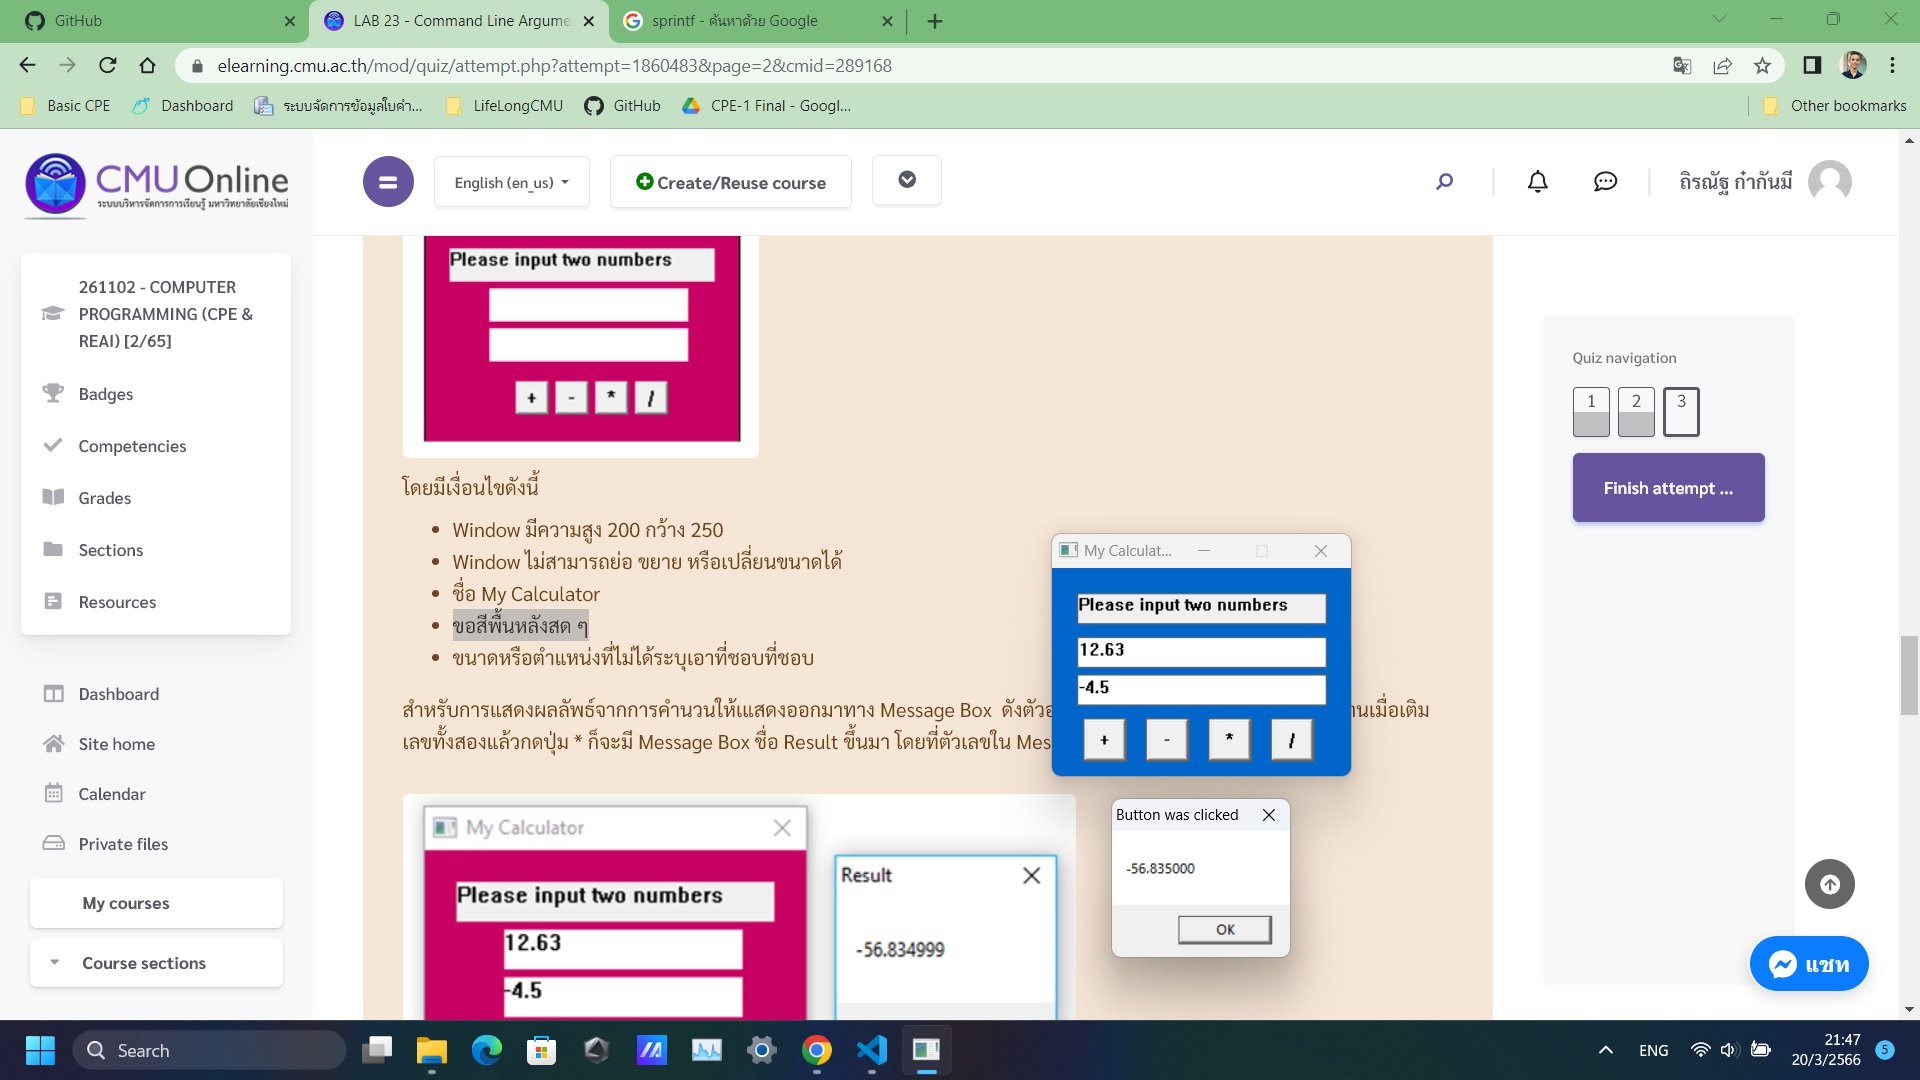 GitHub
LAB 23 - Command Line Argume
sprintf - ค้นหาด้วย Google
elearning.cmu.ac.th/mod/quiz/attempt.php?attempt=1860483&page=2&cmid=289168
Basic CPE
Dashboard
ระบบจัดการข้อมูลใบคำ...
LifeLongCMU
GitHub
CPE-1 Final - Googl...
Other bookmarks
CMU Online
ระบบบริหารจัดการการเรียนรู้ มหาวิทยาลัยเชียงใหม่
English (en_us)
Create/Reuse course
ถิรณัฐ กำกันมี
261102 - COMPUTER
PROGRAMMING (CPE &
REAI) [2/65]
Badges
Competencies
Grades
Sections
Resources
Dashboard
Site home
Calendar
Private files
My courses
Course sections
Please input two numbers
+ - * /
โดยมีเงื่อนไขดังนี้
Window มีความสูง 200 กว้าง 250
Window ไม่สามารถย่อ ขยาย หรือเปลี่ยนขนาดได้
ชื่อ My Calculator
ขอสีพื้นหลังสด ๆ
ขนาดหรือตำแหน่งที่ไม่ได้ระบุเอาที่ชอบที่ชอบ
สำหรับการแสดงผลลัพธ์จากการคำนวนให้แสดงออกมาทาง Message Box ดังตัวอ
านเมื่อเติม
เลขทั้งสองแล้วกดปุ่ม * ก็จะมี Message Box ชื่อ Result ขึ้นมา โดยที่ตัวเลขใน Mes
My Calculator
Please input two numbers
12.63
-4.5
Result
-56.834999
My Calculat...
Please input two numbers
12.63
-4.5
+ - * /
Button was clicked
-56.835000
OK
Quiz navigation
1
2
3
Finish attempt ...
แชท
Search
ENG
21:47
20/3/2566
5